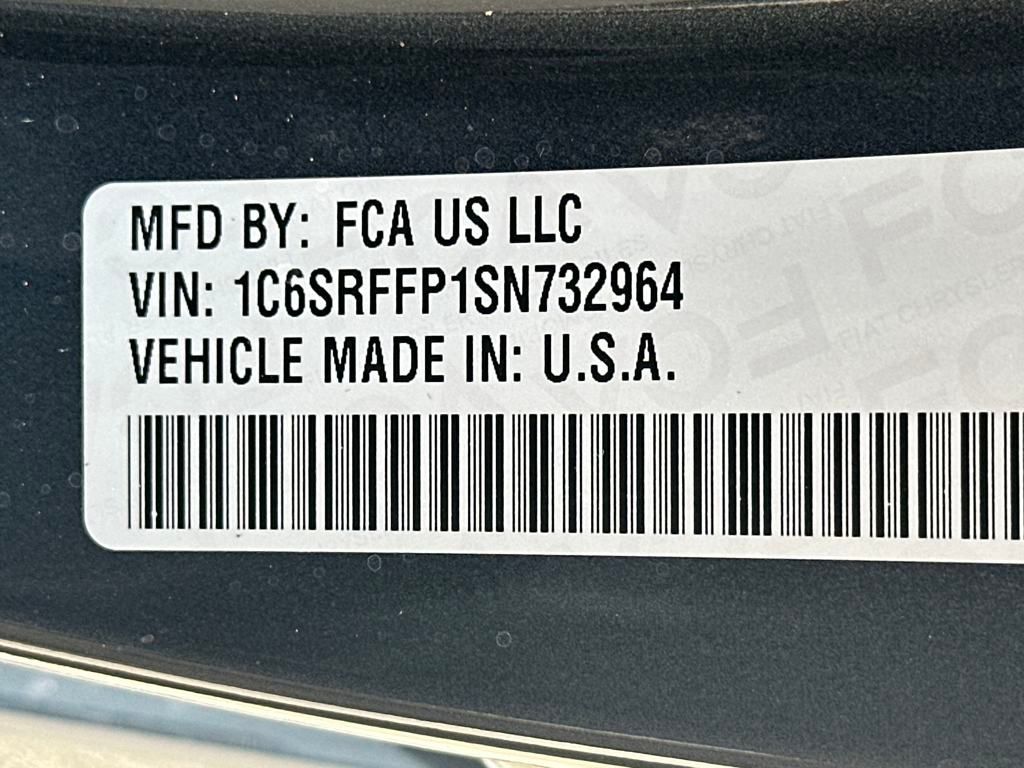 MFD BY: FCA US LLC
VIN: 1C6SRFFP1SN732964
VEHICLE MADE IN: U.S.A.